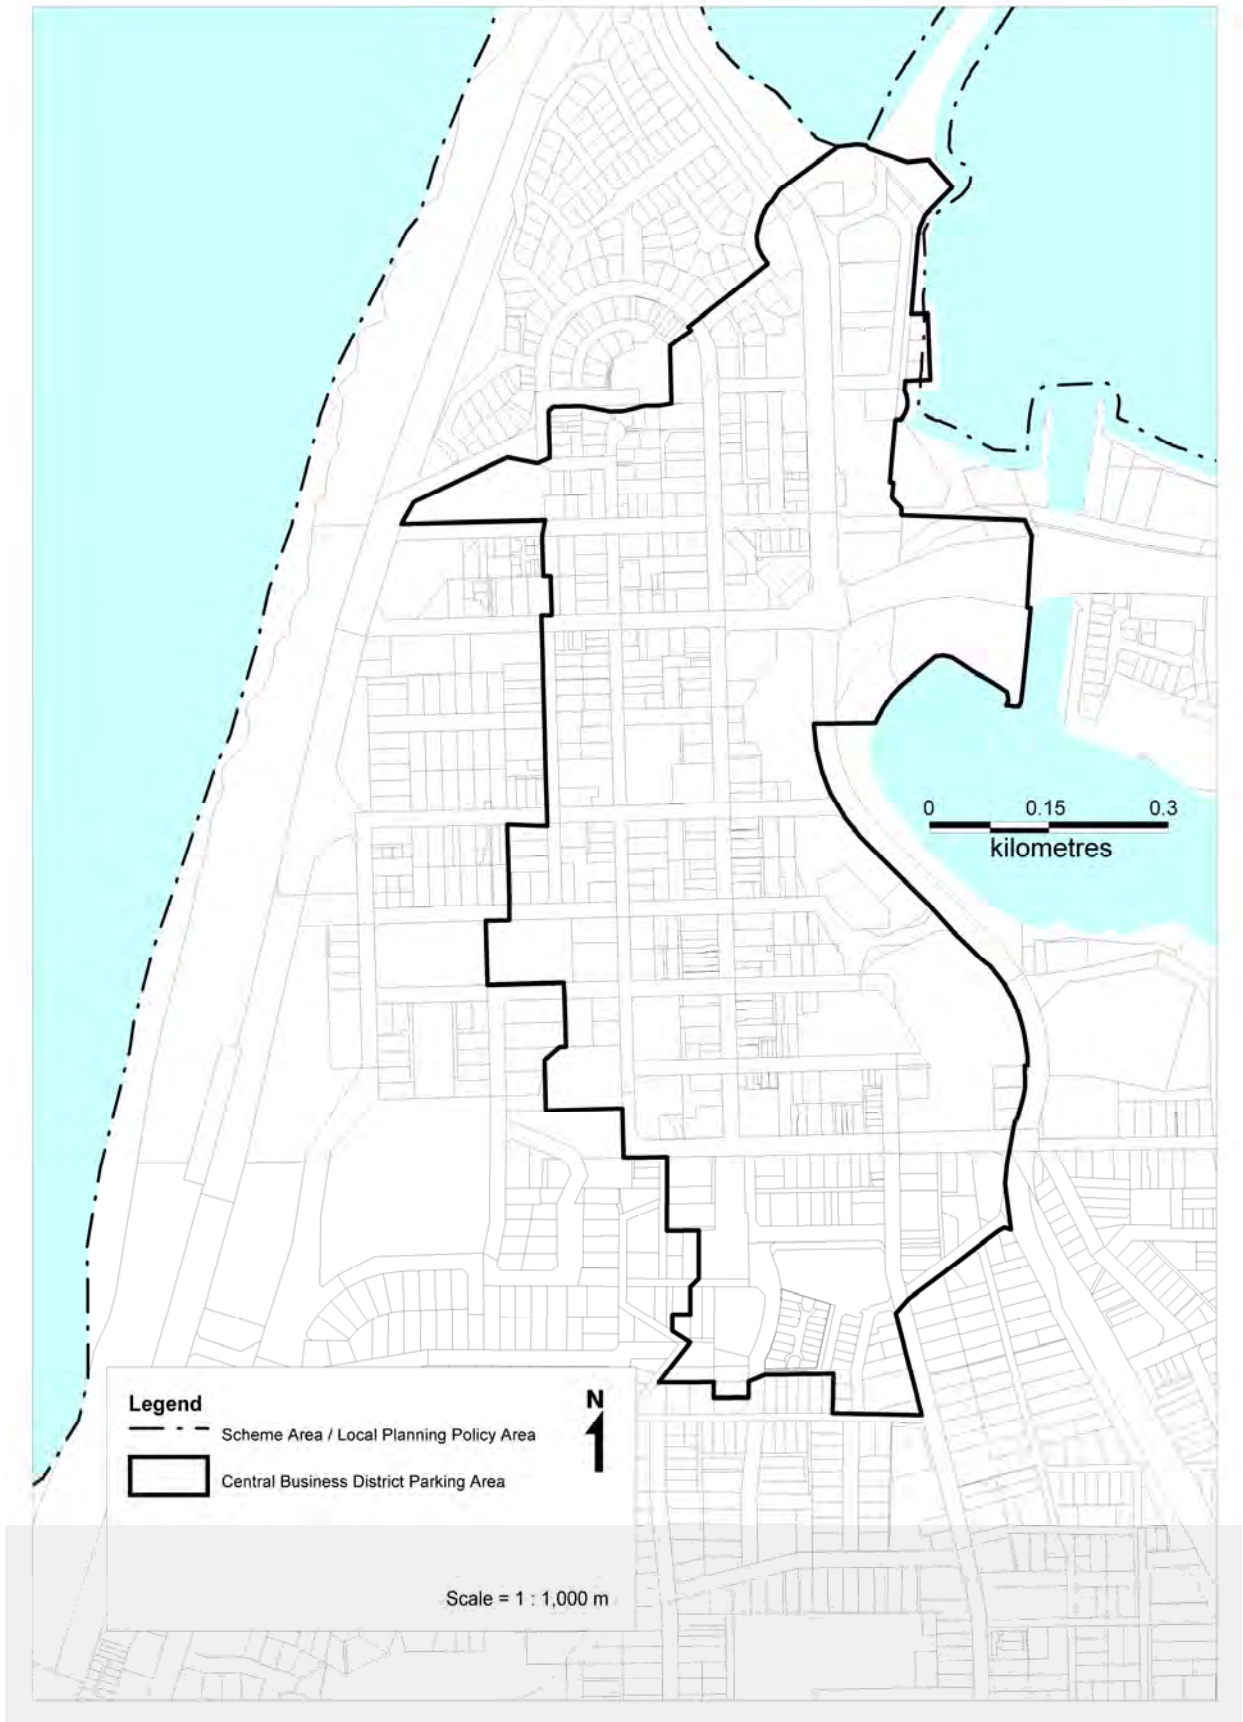 0 0.15 0.3
kilometres
Legend
N
Scheme Area / Local Planning Policy Area
Central Business District Parking Area
Scale = 1 : 1,000 m